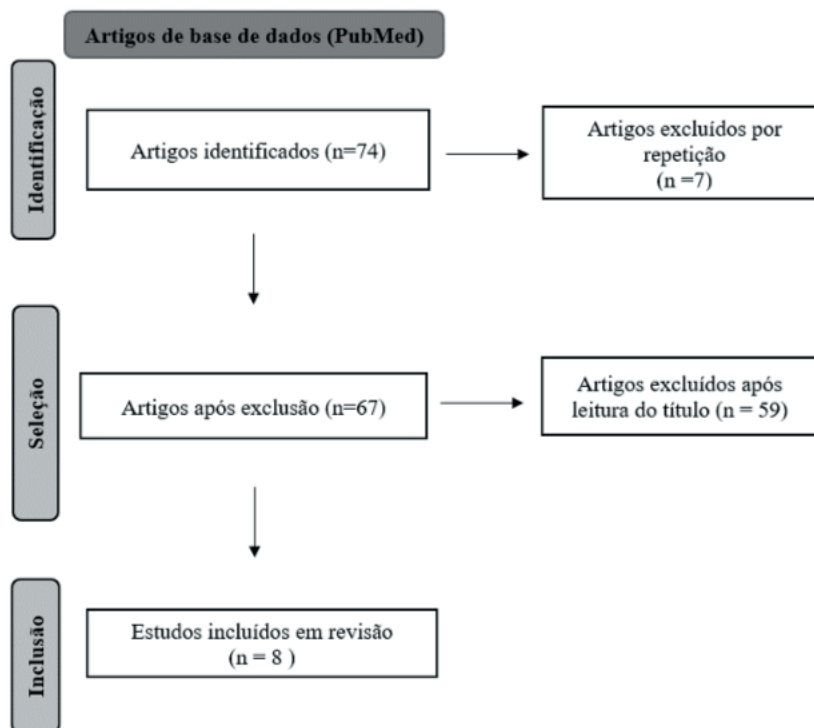 Artigos de base de dados (PubMed)
Identificação
Artigos identificados (n=74)
Artigos excluídos por
repetição
(n =7)
Seleção
Artigos após exclusão (n=67)
Artigos excluídos após
leitura do título (n = 59)
Inclusão
Estudos incluídos em revisão
(n = 8 )